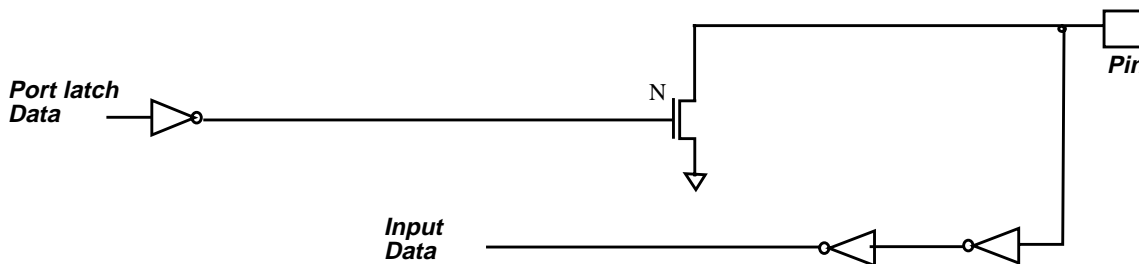 Port latch
Data
N
Pin
Input
Data